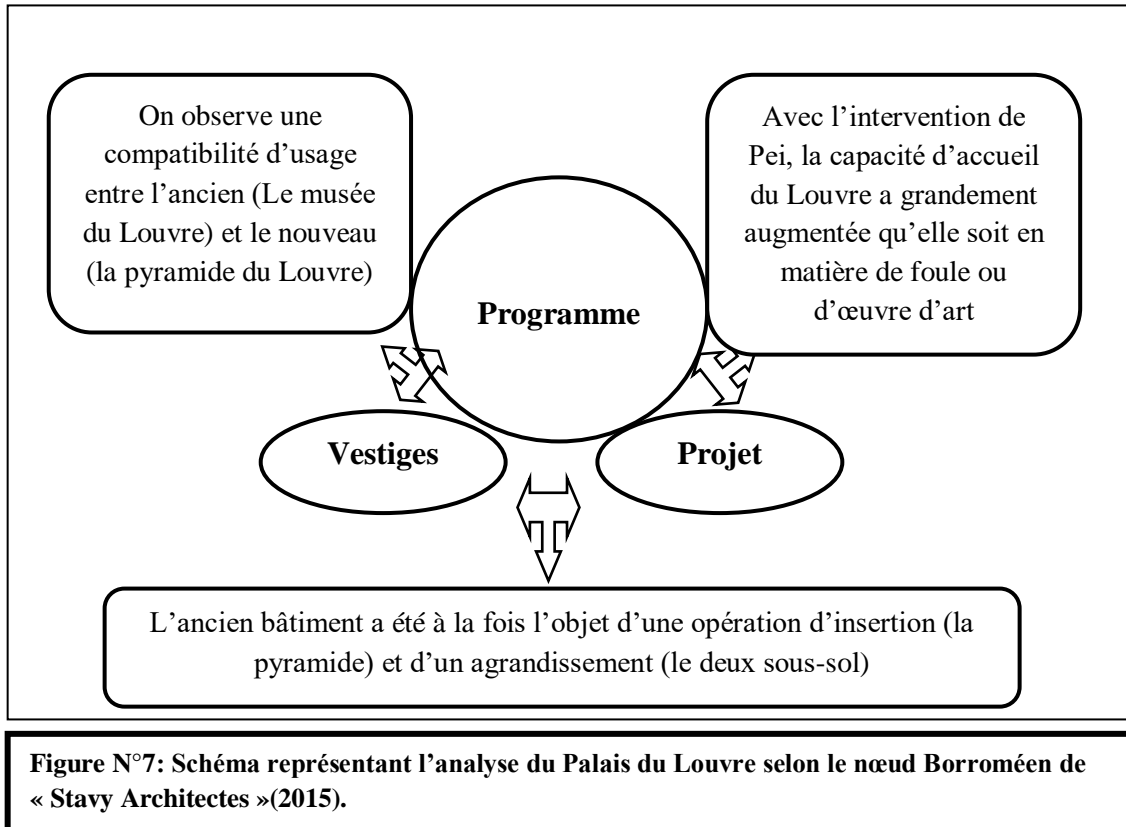 On observe une
compatibilité d’usage
entre l’ancien (Le musée
du Louvre) et le nouveau
(la pyramide du Louvre)
Avec l’intervention de
Pei, la capacité d’accueil
du Louvre a grandement
augmentée qu’elle soit en
matière de foule ou
d’œuvre d’art
Programme
Vestiges
Projet
L’ancien bâtiment a été à la fois l’objet d’une opération d’insertion (la
pyramide) et d’un agrandissement (le deux sous-sol)
Figure N°7: Schéma représentant l’analyse du Palais du Louvre selon le nœud Borroméen de
« Stavy Architectes »(2015).